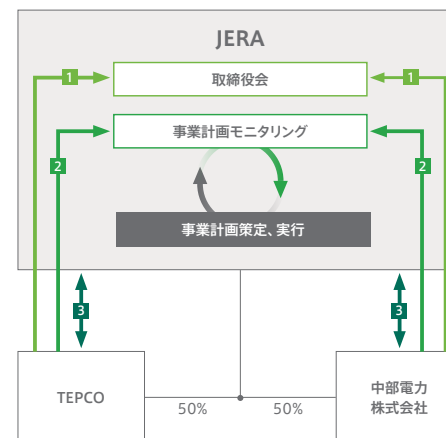 JERA
1
取締役会
1
事業計画モニタリング
2
2
事業計画策定、実行
3
3
TEPCO
50%
50%
中部電力
株式会社